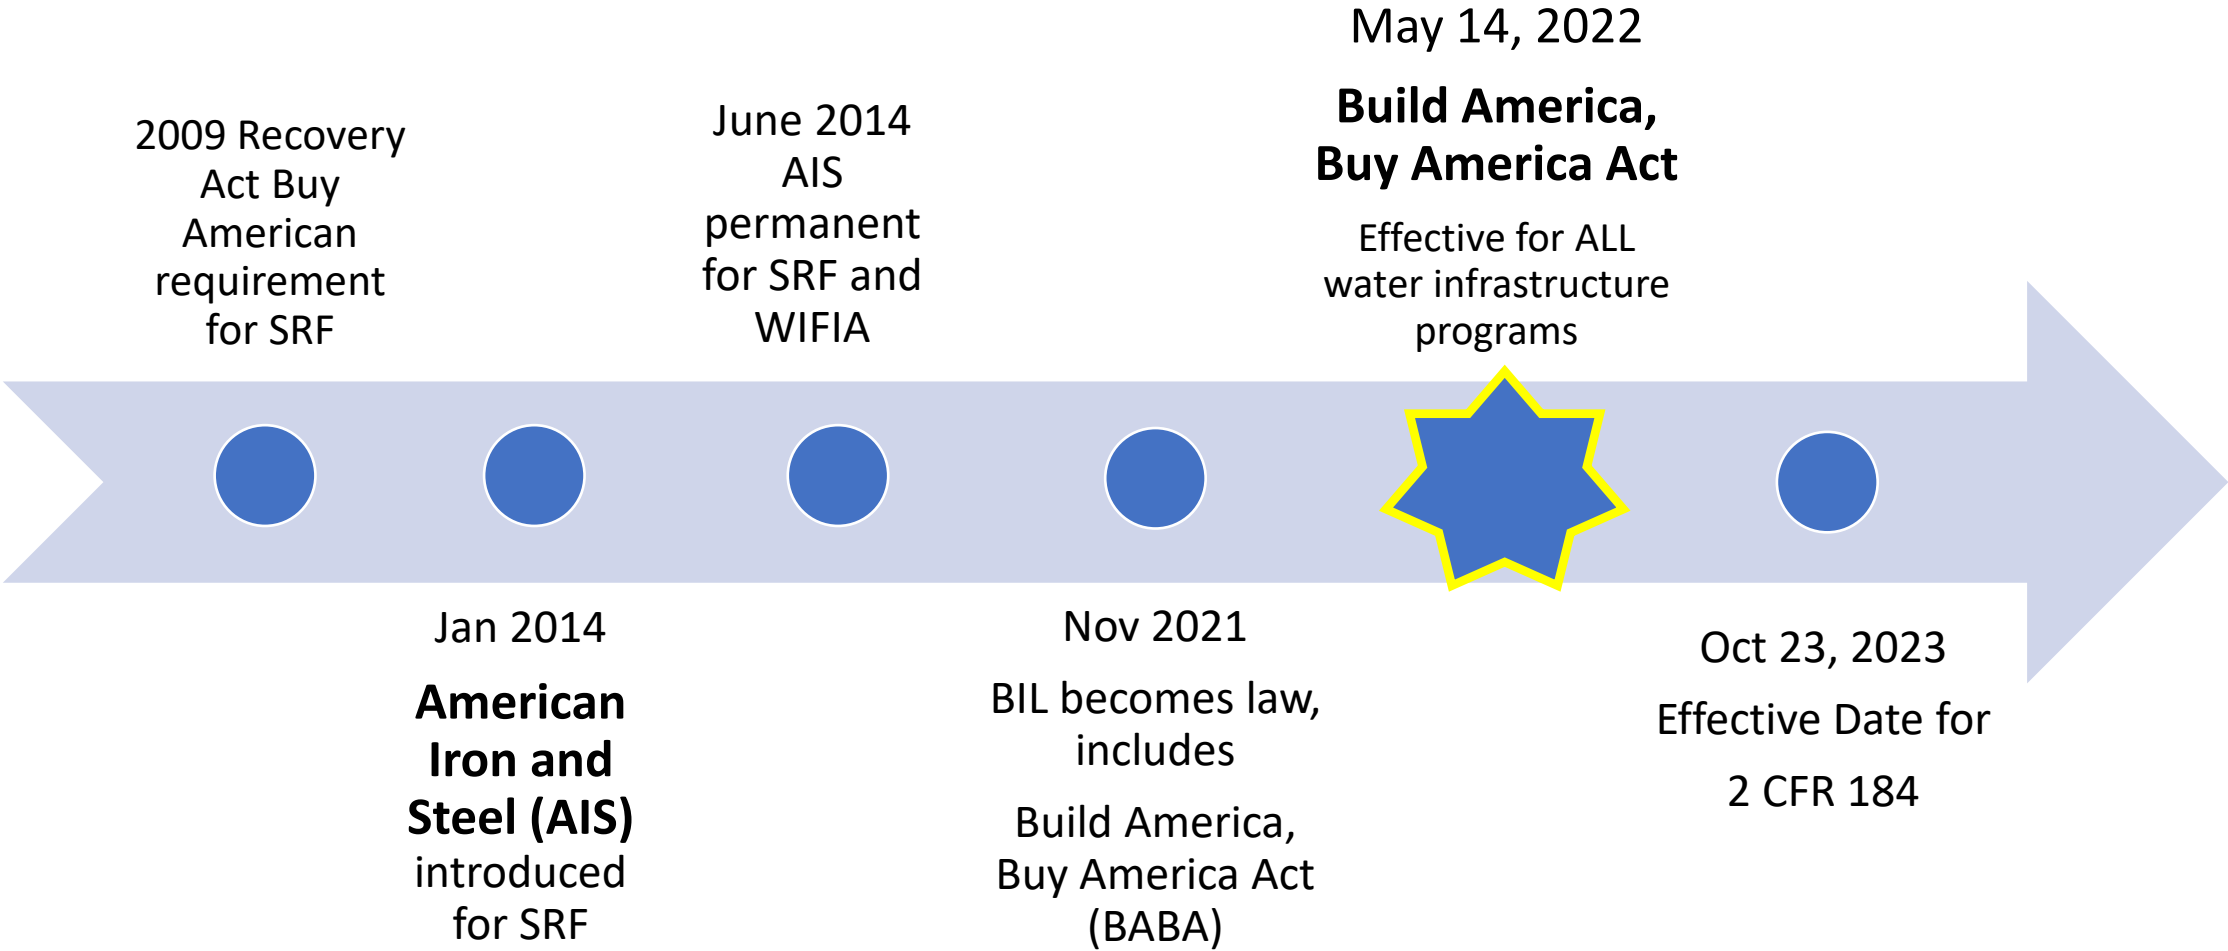 2009 Recovery
Act Buy
American
requirement
for SRF
Jan 2014
American
Iron and
Steel (AIS)
introduced
for SRF
June 2014
AIS
permanent
for SRF and
WIFIA
Nov 2021
BIL becomes law,
includes
Build America,
Buy America Act
(BABA)
May 14, 2022
Build America,
Buy America Act
Effective for ALL
water infrastructure
programs
Oct 23, 2023
Effective Date for
2 CFR 184